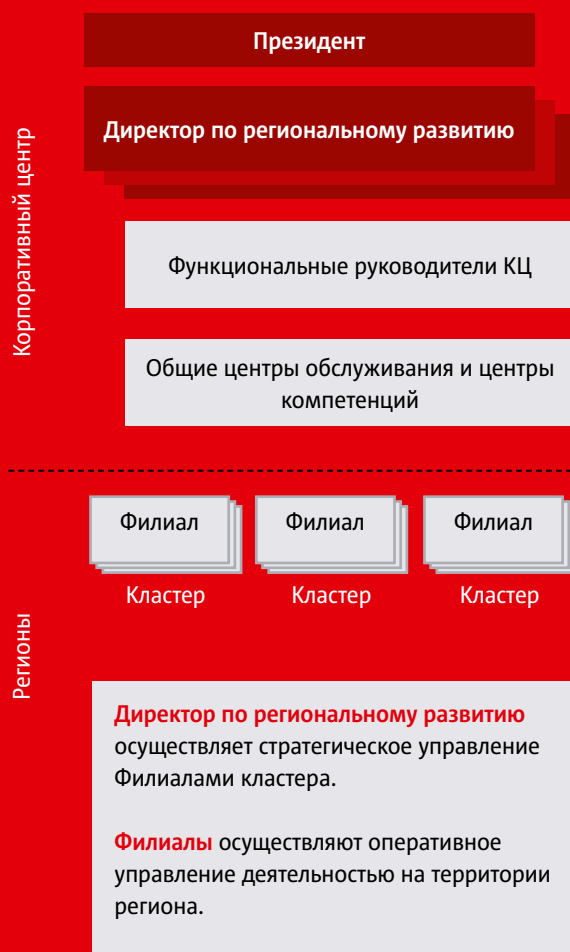 Корпоративный центр
Президент
Директор по региональному развитию
Функциональные руководители КЦ
Общие центры обслуживания и центры
компетенций
Регионы
Филиал
Филиал
Филиал
Кластер
Кластер
Кластер
Директор по региональному развитию
осуществляет стратегическое управление
Филиалами кластера.
Филиалы осуществляют оперативное
управление деятельностью на территории
региона.